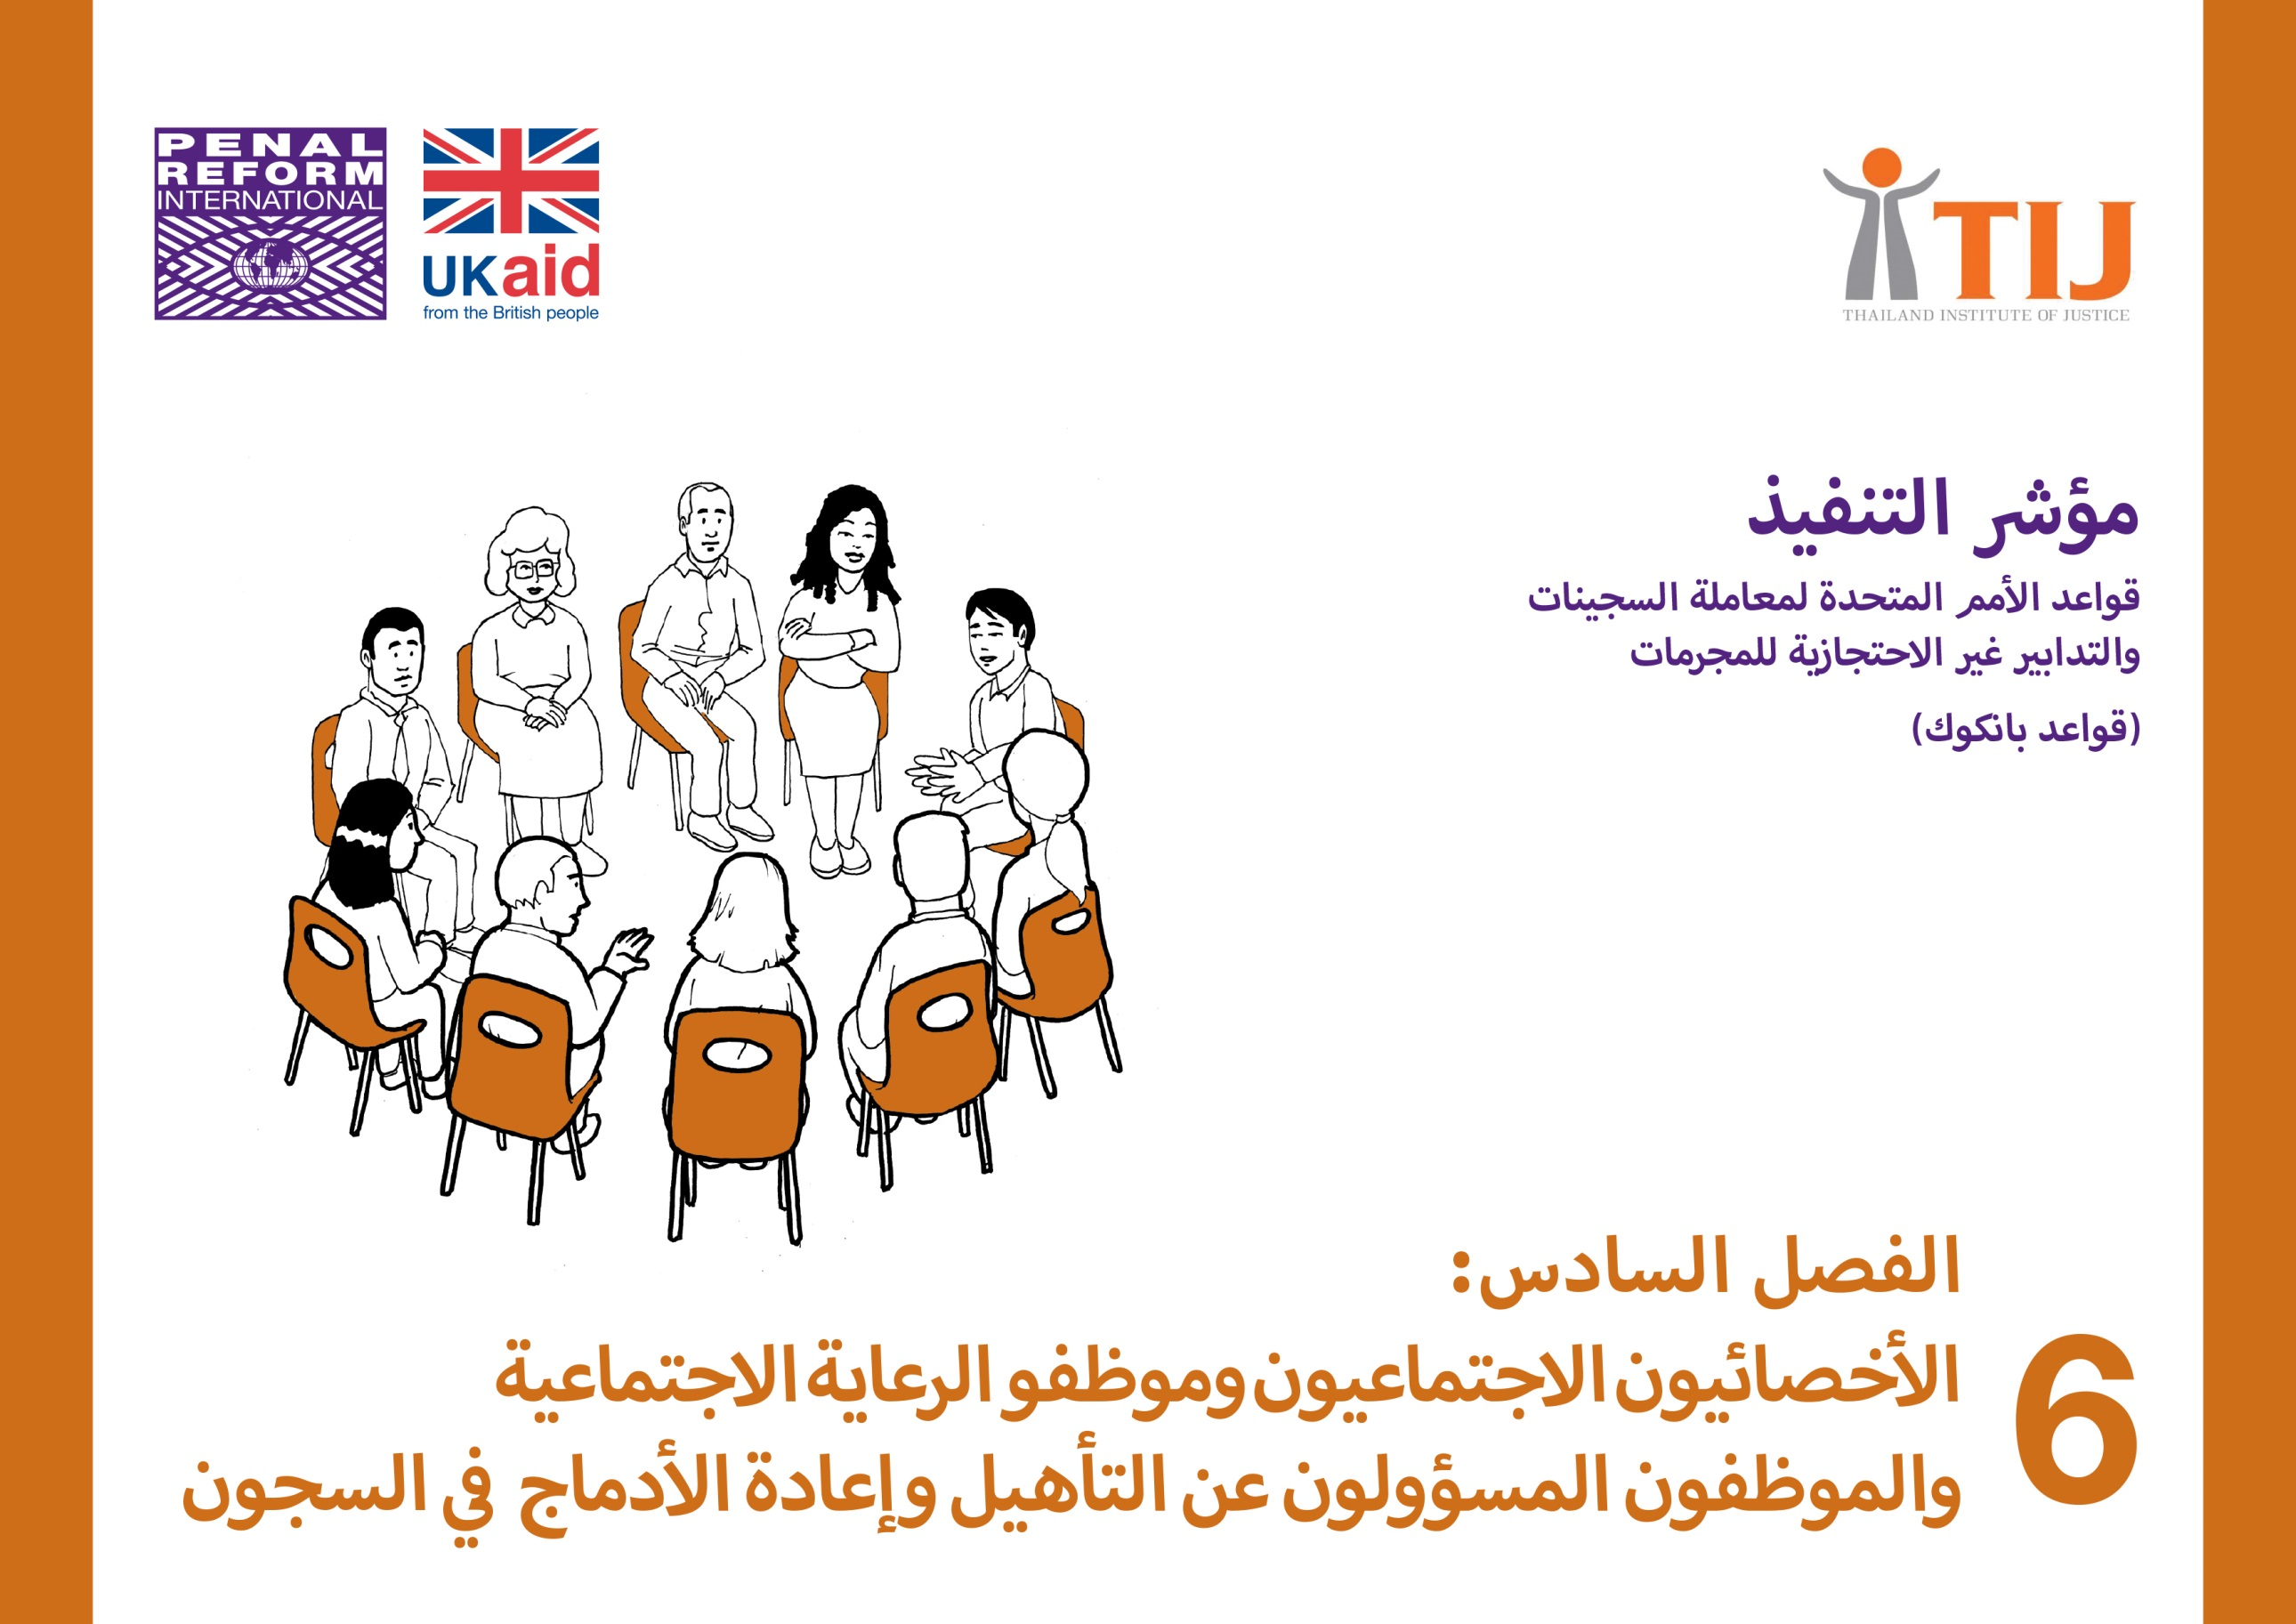 PENAL
REFORM
INTERNATIONAL
UKaid
from the British people
TIJ
THAILAND INSTITUTE OF JUSTICE
مؤشر التنفيذ
قواعد الأمم المتحدة لمعاملة السجينات
والتدابير غير الاحتجازية للمجرمات
(قواعد بانكوك)
6
الفصل السادس:
الأخصائيون الاجتماعيون وموظفو الرعاية الاجتماعية
والموظفون المسؤولون عن التأهيل وإعادة الأدماج في السجون